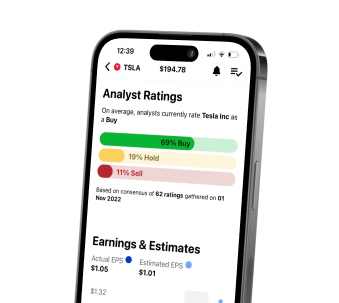 12:39
TSLA $194.78
Analyst Ratings
On average, analysts currently rate Tesla Inc as
a Buy
69% Buy
19% Hold
11% Sell
Based on consensus of 62 ratings gathered on 01
Nov 2022
Earnings & Estimates
Actual EPS Estimated EPS
$1.05 $1.01
$1.32